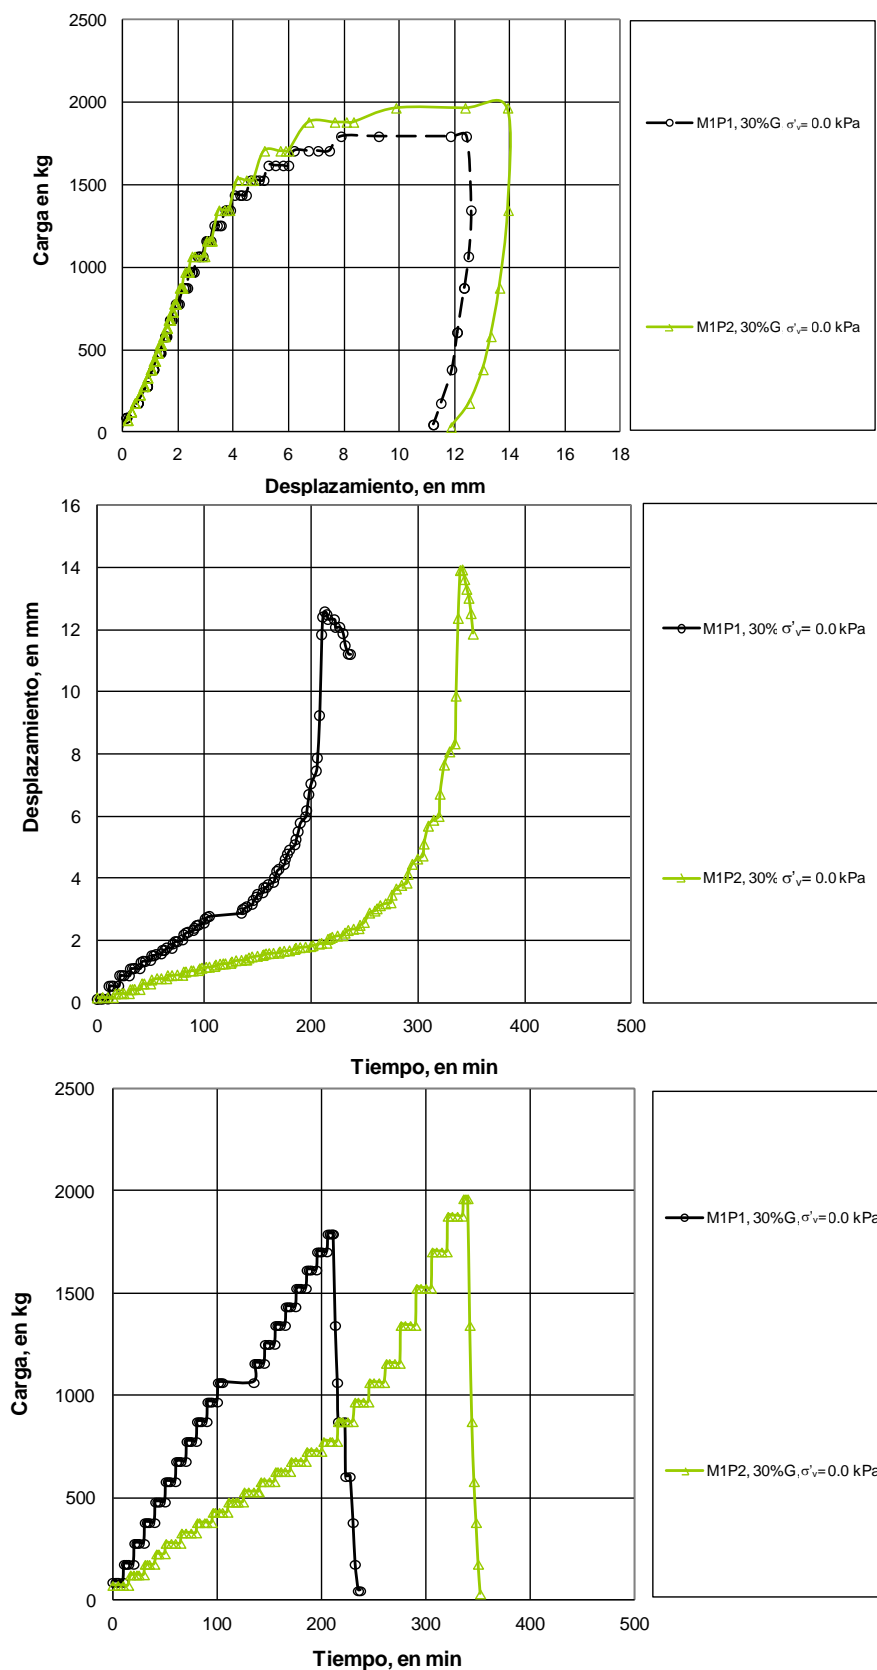 2500
2000
1500
1000
500
0
Carga en kg
0 2 4 6 8 10 12 14 16 18
Desplazamiento, en mm
M1P1, 30%G σ'v= 0.0 kPa
M1P2, 30%G σ'v= 0.0 kPa
16
14
12
10
8
6
4
2
0
Desplazamiento, en mm
0 100 200 300 400 500
Tiempo, en min
M1P1, 30% σ'v= 0.0 kPa
M1P2, 30% σ'v= 0.0 kPa
2500
2000
1500
1000
500
0
Carga, en kg
0 100 200 300 400 500
Tiempo, en min
M1P1, 30%G, σ'v= 0.0 kPa
M1P2, 30%G, σ'v= 0.0 kPa